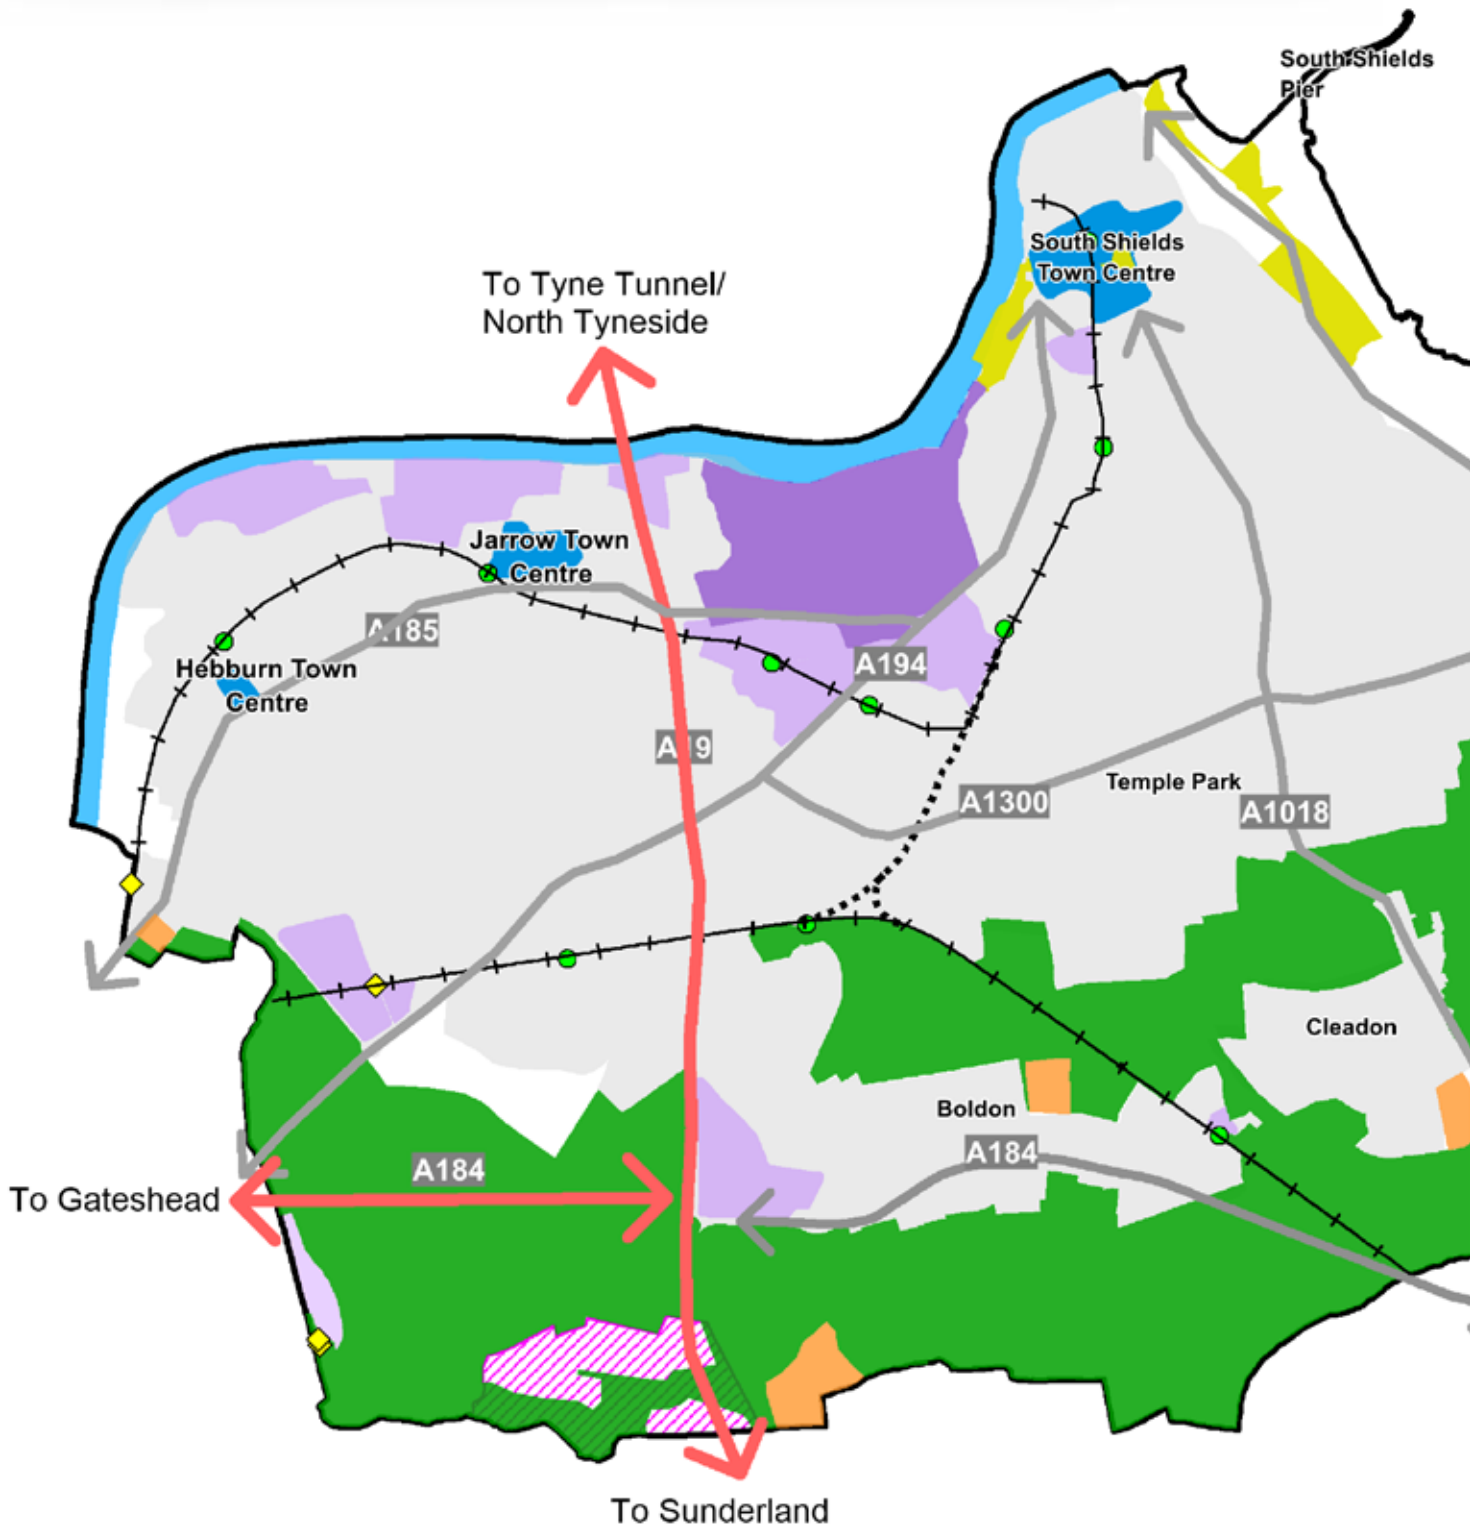 South Shields
Pier
South Shields
Town Centre
To Tyne Tunnel/
North Tyneside
Jarrow Town
Centre
A185
Hebburn Town
Centre
A194
A19
A1300
Temple Park
A1018
Cleadon
Boldon
A184
A184
To Gateshead
To Sunderland